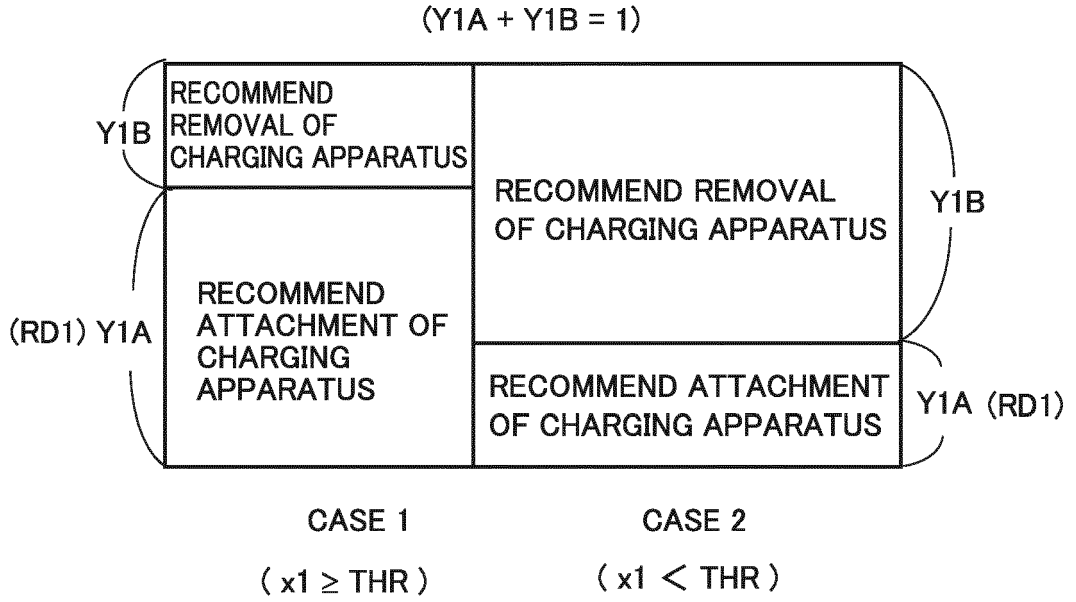 (Y1A + Y1B = 1)
Y1B
RECOMMEND
REMOVAL OF
CHARGING APPARATUS
(RD1) Y1A
RECOMMEND
ATTACHMENT OF
CHARGING
APPARATUS
RECOMMEND REMOVAL
OF CHARGING APPARATUS
Y1B
RECOMMEND ATTACHMENT
OF CHARGING APPARATUS
Y1A (RD1)
CASE 1
( x1 ≥ THR )
CASE 2
( x1 < THR )